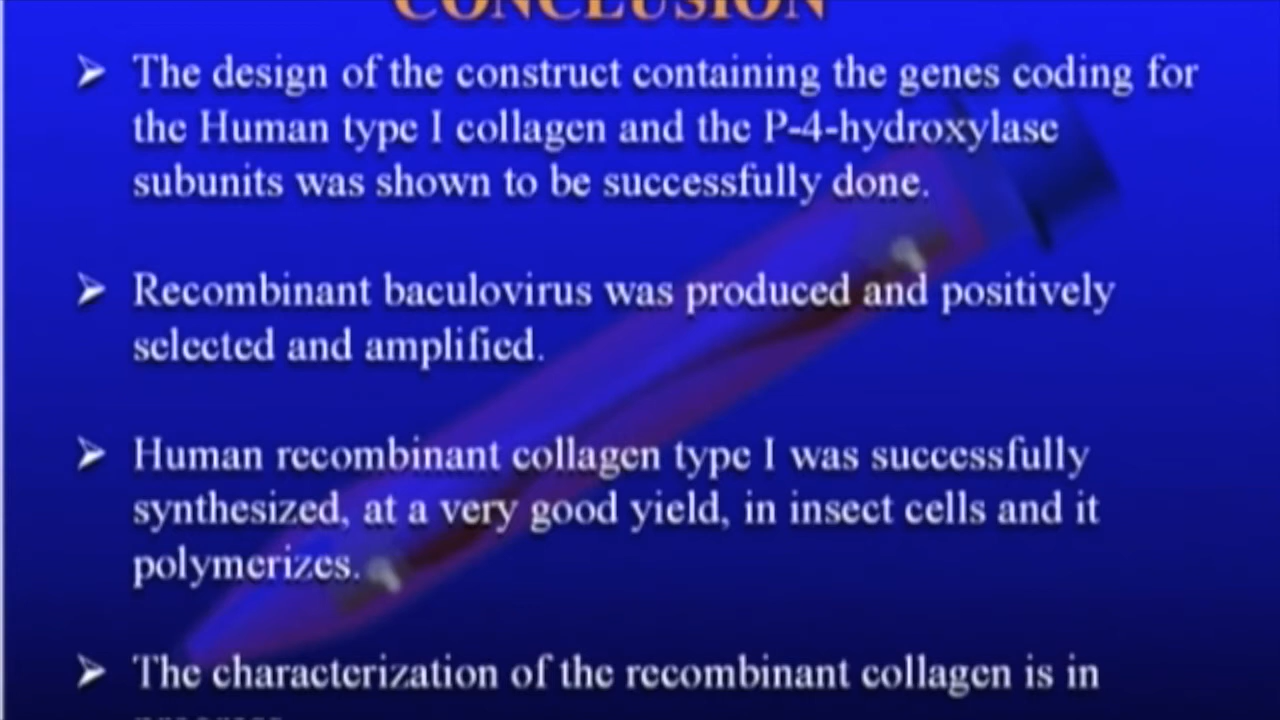 CONCLUSION
➢ The design of the construct containing the genes coding for
the Human type I collagen and the P-4-hydroxylase
subunits was shown to be successfully done.
➢ Recombinant baculovirus was produced and positively
selected and amplified.
➢ Human recombinant collagen type I was successfully
synthesized, at a very good yield, in insect cells and it
polymerizes.
➢ The characterization of the recombinant collagen is in